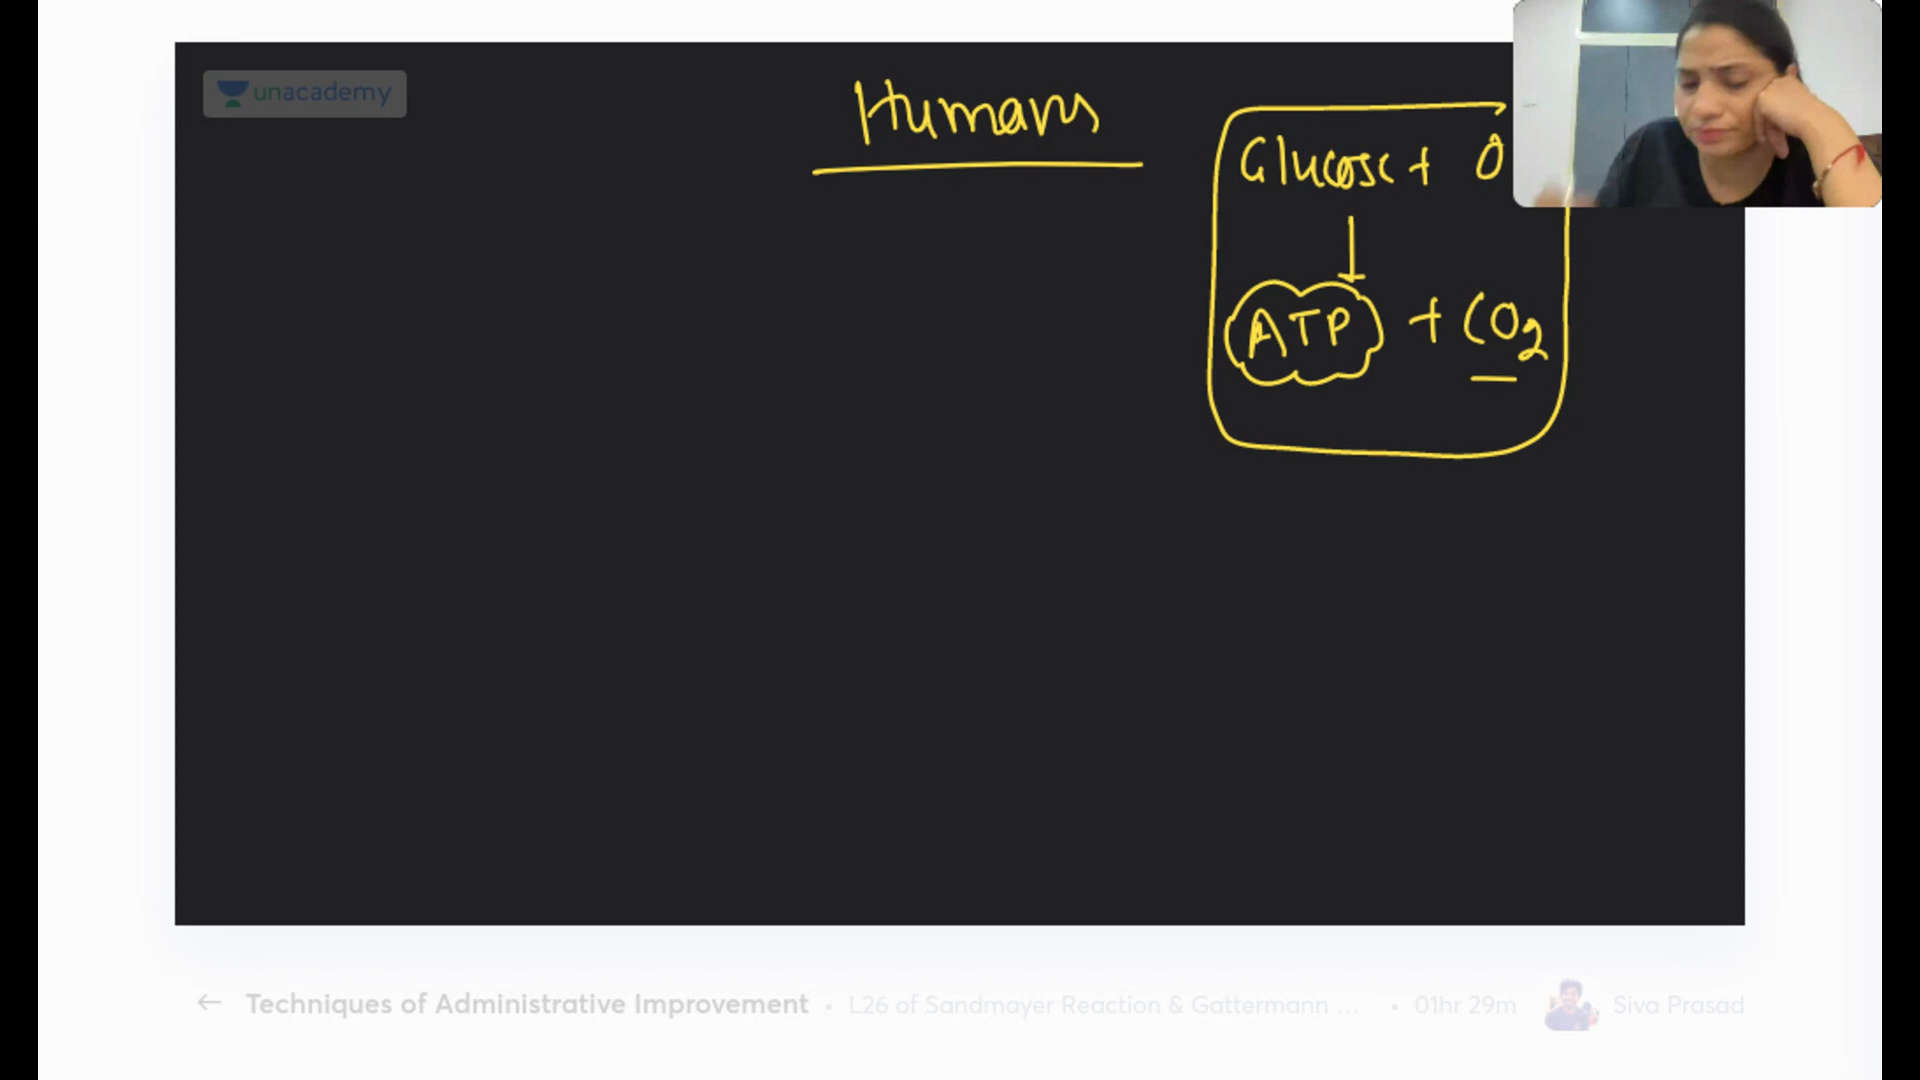 unacademy
Humans
Glucose + O
ATP + CO2
← Techniques of Administrative Improvement • L26 of Sandmayer Reaction & Gattermann ... • 01hr 29m Siva Prasad